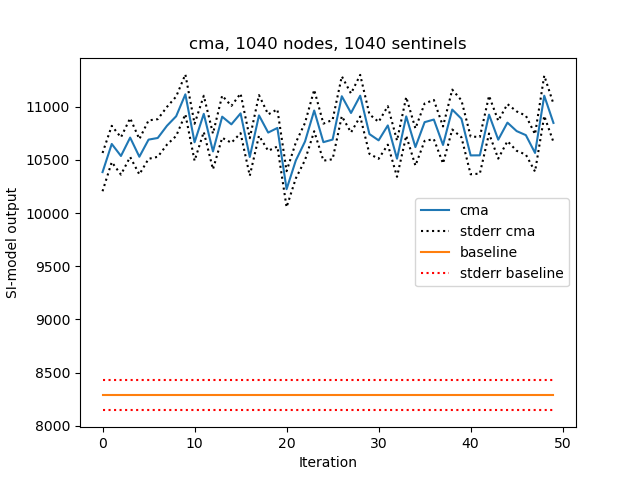 cma, 1040 nodes, 1040 sentinels
SI-model output
11000
10500
10000
9500
9000
8500
8000
cma
stderr cma
baseline
stderr baseline
0 10 20 30 40 50
Iteration